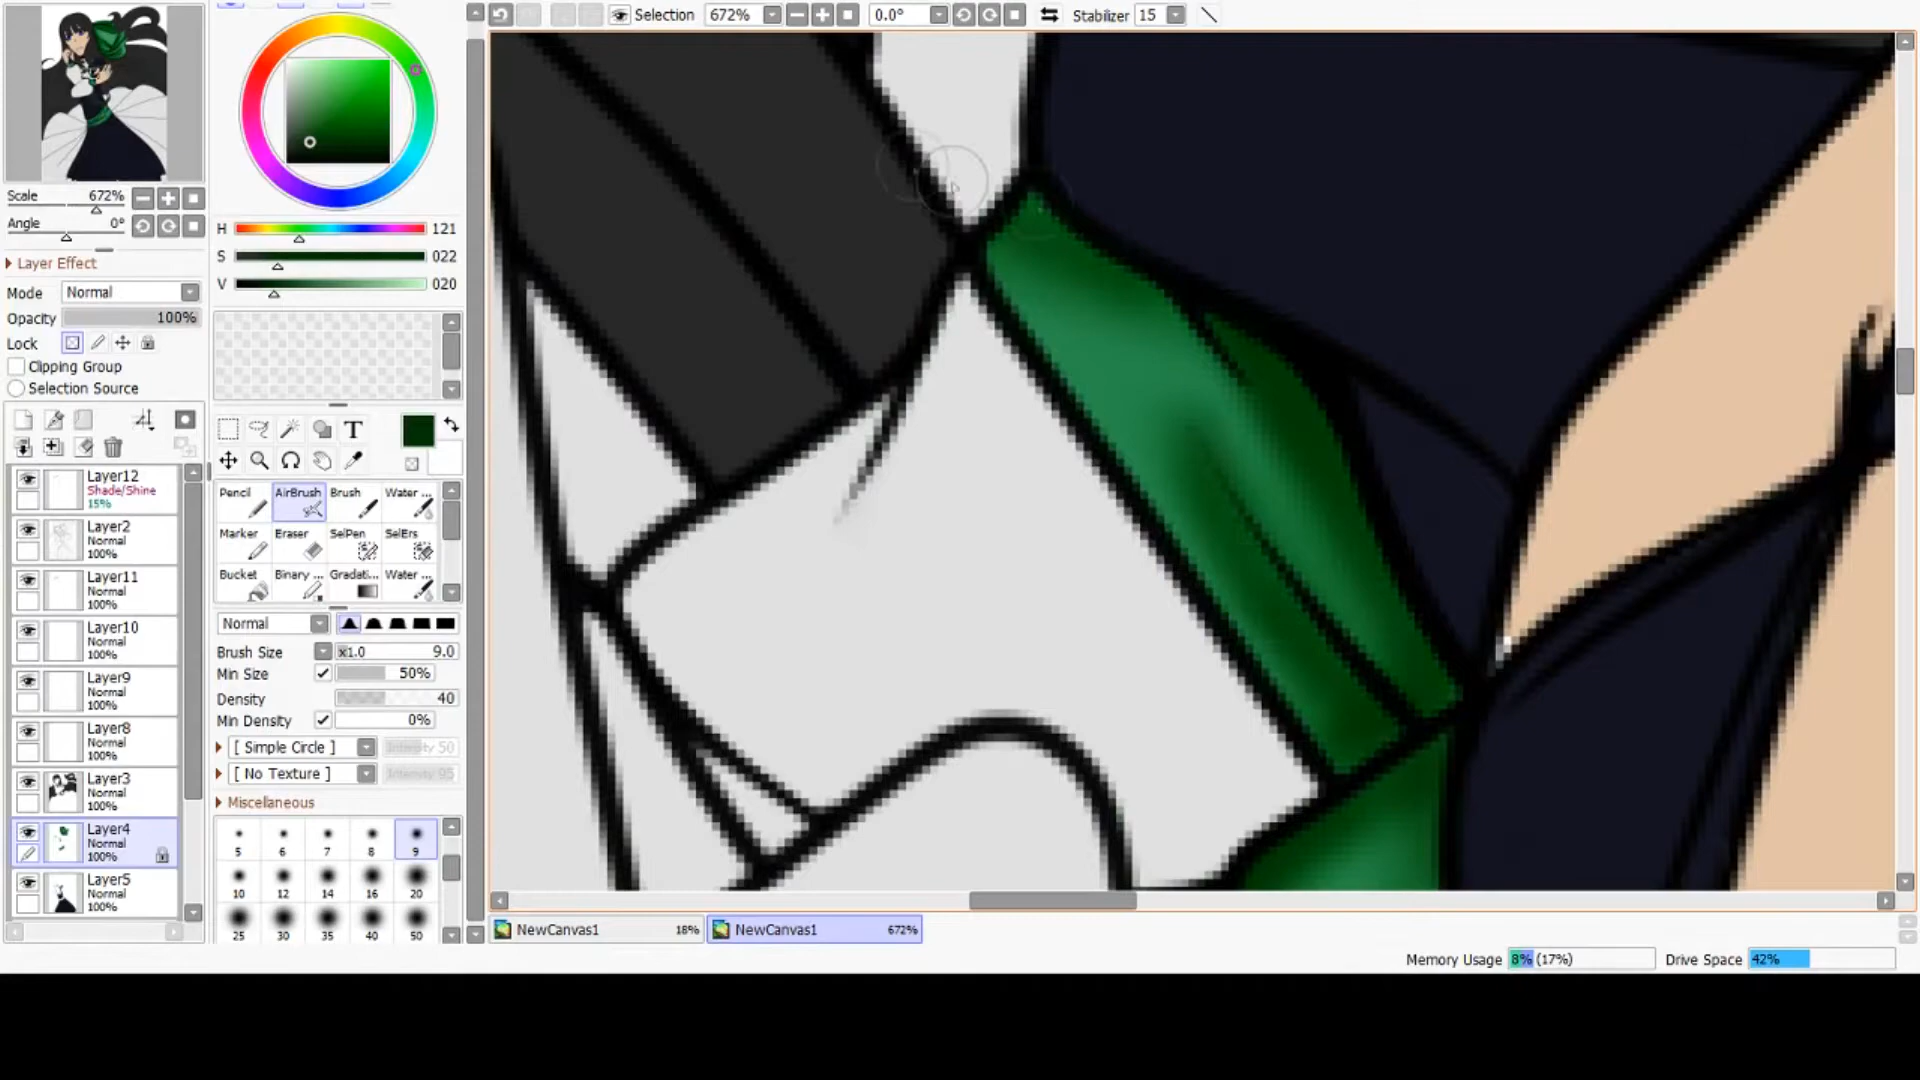 Selection 672% 0.0° Stabilizer 15
Scale 672%
Angle 0°
Layer Effect
Mode Normal
Opacity 100%
Lock
Clipping Group
Selection Source
Layer12
Shade/Shine
15%
Layer2
Normal
100%
Layer11
Normal
100%
Layer10
Normal
100%
Layer9
Normal
100%
Layer8
Normal
100%
Layer3
Normal
100%
Layer4
Normal
100%
Layer5
Normal
100%
H 121
S 022
V 020
T
Pencil AirBrush Brush Water ...
Marker Eraser SelPen SelErs
Bucket Binary ... Gradati... Water ...
Normal
Brush Size x1.0 9.0
Min Size 50%
Density 40
Min Density 0%
[ Simple Circle ] Intensity 50
[ No Texture ] Intensity 95
Miscellaneous
5 6 7 8 9
10 12 14 16 20
25 30 35 40 50
NewCanvas1 18% NewCanvas1 672%
Memory Usage 8% (17%) Drive Space 42%